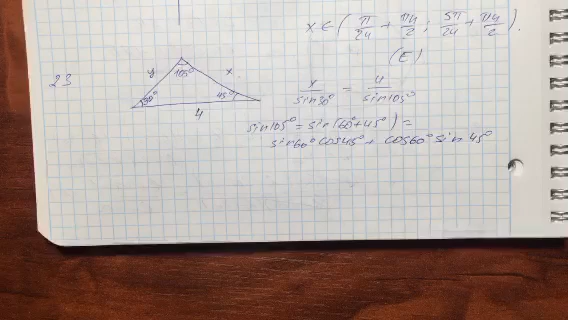 x ∈ ( π/24 + πn/2 ; 5π/24 + πn/2 ).
(E)
23
y
105°
x
30°
45°
4
x/sin30° = 4/sin105°
sin105° = sin(60°+45°) =
sin60°cos45° + cos60°sin45°